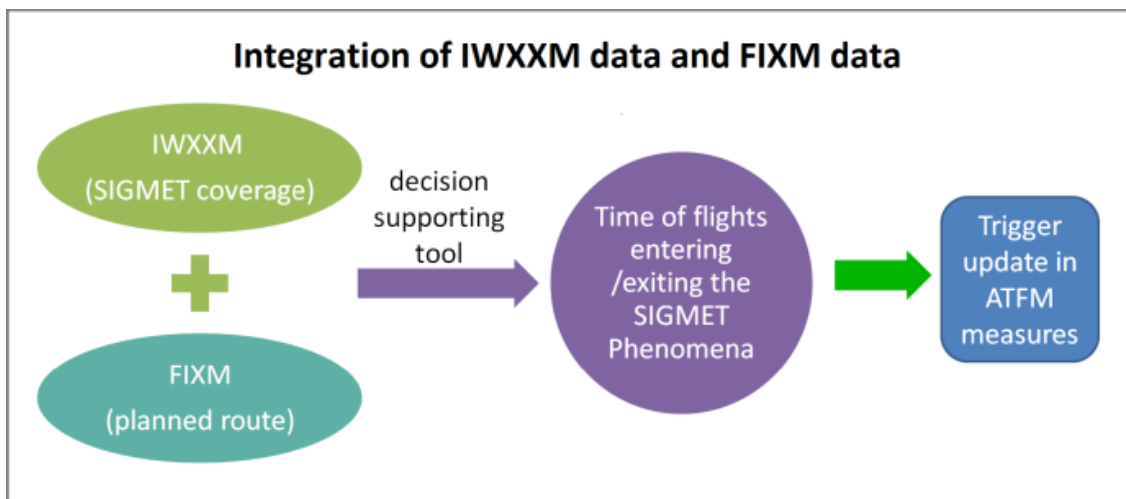 Integration of IWXXM data and FIXM data
IWXXM
(SIGMET coverage)
FIXM
(planned route)
decision
supporting
tool
Time of flights
entering
/exiting the
SIGMET
Phenomena
Trigger
update in
ATFM
measures